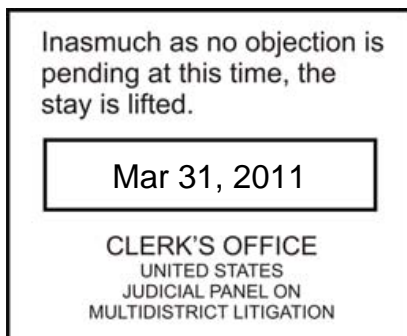 Inasmuch as no objection is
pending at this time, the
stay is lifted.
Mar 31, 2011
CLERK'S OFFICE
UNITED STATES
JUDICIAL PANEL ON
MULTIDISTRICT LITIGATION